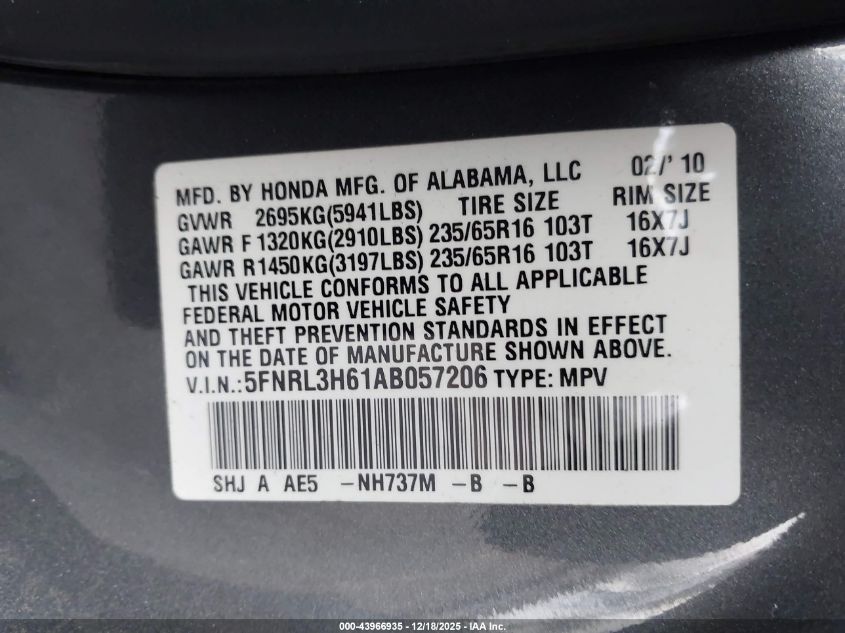 MFD. BY HONDA MFG. OF ALABAMA, LLC 02/' 10
GVWR 2695KG(5941LBS) TIRE SIZE RIM SIZE
GAWR F 1320KG(2910LBS) 235/65R16 103T 16X7J
GAWR R1450KG(3197LBS) 235/65R16 103T 16X7J
THIS VEHICLE CONFORMS TO ALL APPLICABLE
FEDERAL MOTOR VEHICLE SAFETY
AND THEFT PREVENTION STANDARDS IN EFFECT
ON THE DATE OF MANUFACTURE SHOWN ABOVE.
V.I.N.: 5FNRL3H61AB057206 TYPE: MPV
SHJ A AE5 -NH737M -B -B
000-43966935 - 12/18/2025 - IAA Inc.